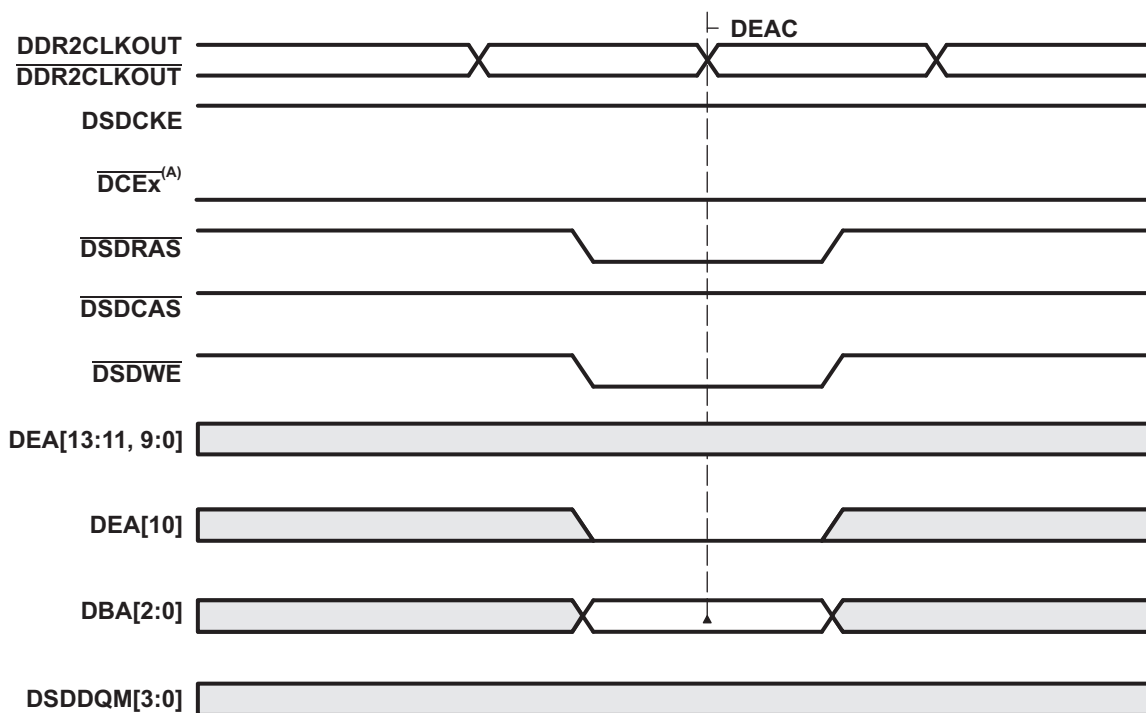 DEAC
DDR2CLKOUT
DDR2CLKOUT
DSDCKE
DCEx(A)
DSDRAS
DSDCAS
DSDWE
DEA[13:11, 9:0]
DEA[10]
DBA[2:0]
DSDDQM[3:0]